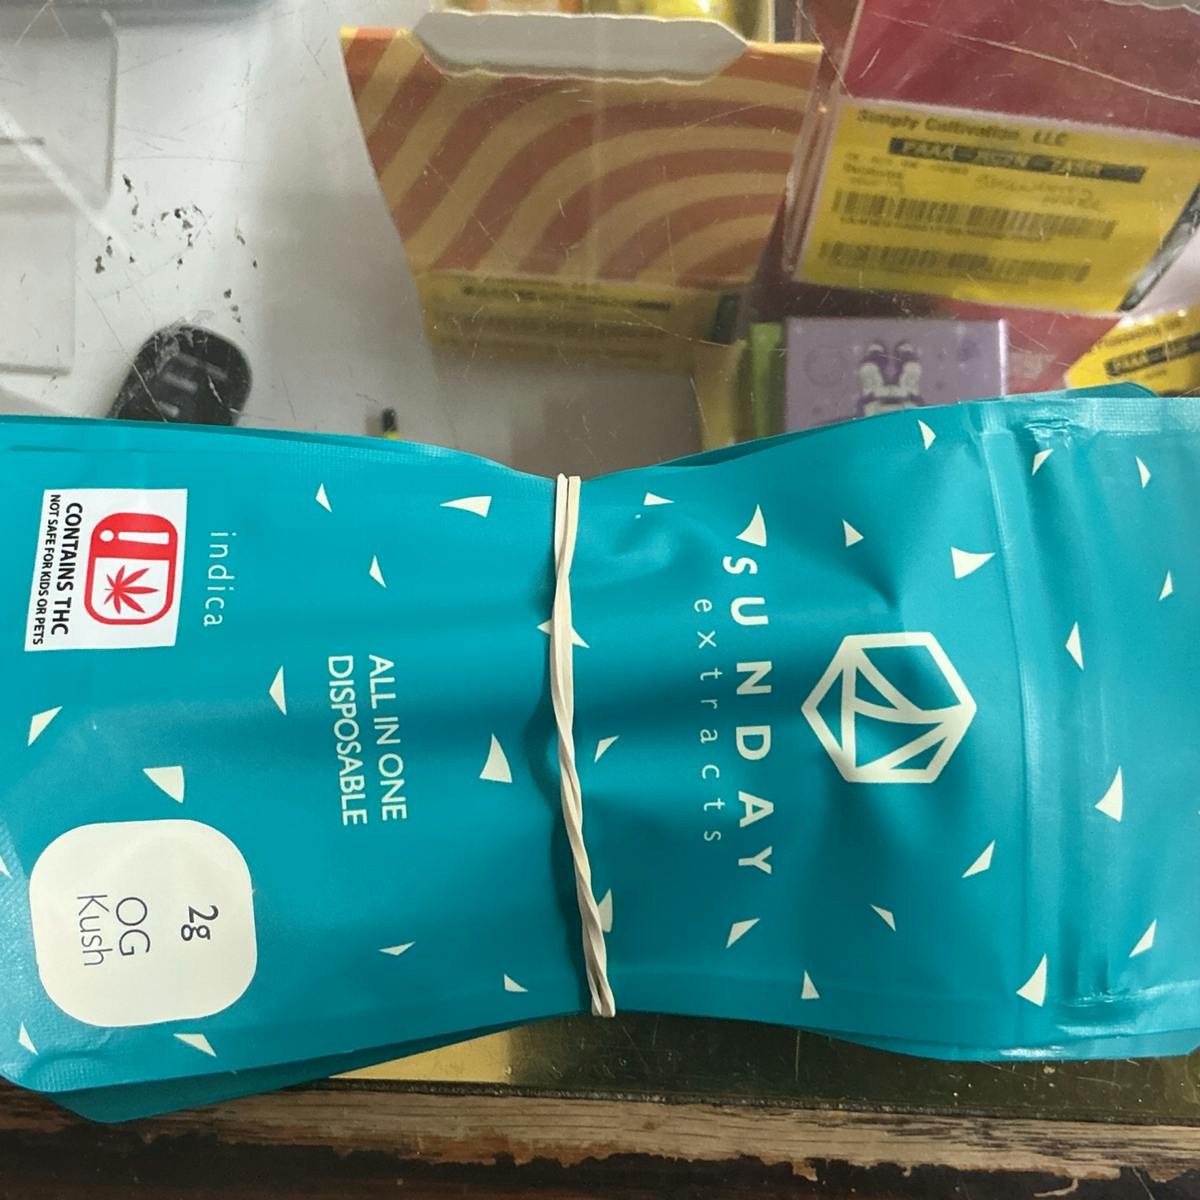 SUNDAY
extracts
ALL IN ONE
DISPOSABLE
indica
CONTAINS THC
NOT SAFE FOR KIDS OR PETS
2g
OG
Kush
Simply Cultivation, LLC